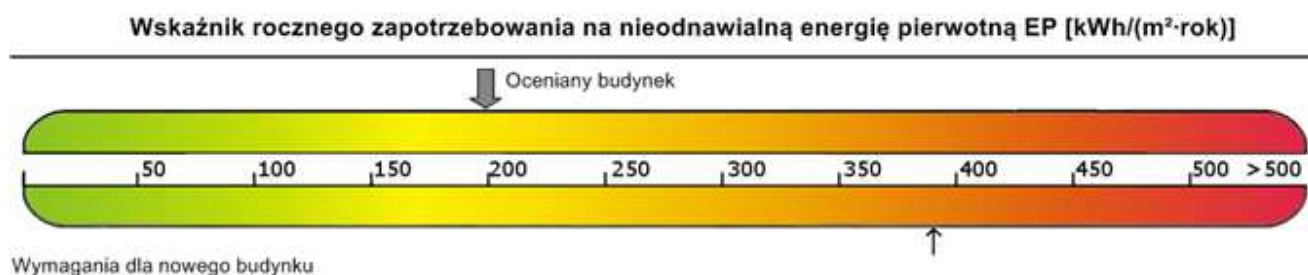 Wskaźnik rocznego zapotrzebowania na nieodnawialną energię pierwotną EP [kWh/(m²·rok)]
Oceniany budynek
50 100 150 200 250 300 350 400 450 500 >500
Wymagania dla nowego budynku